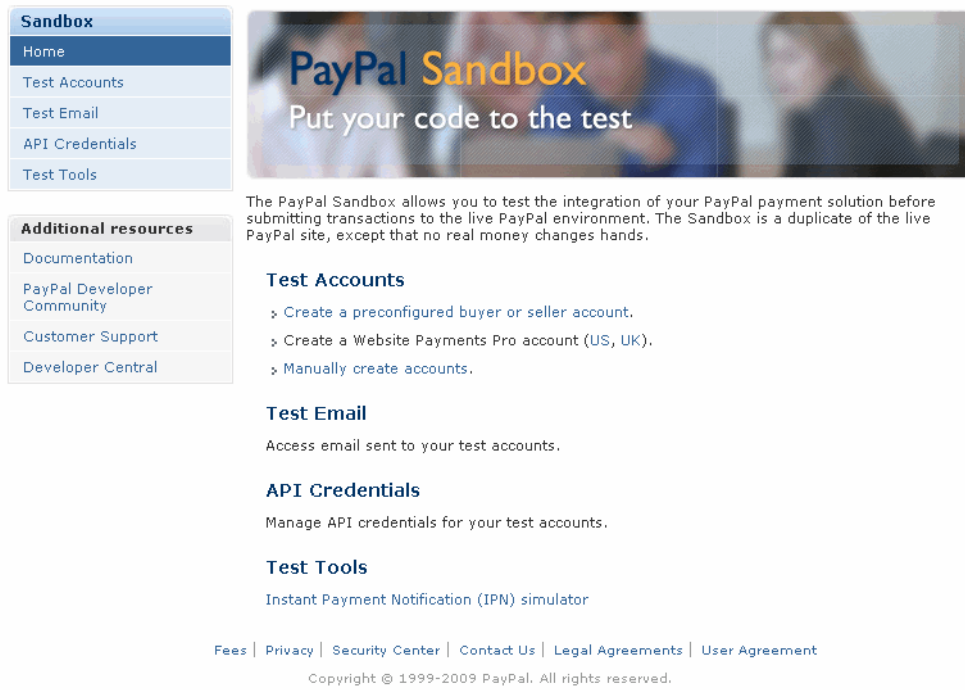 Sandbox
Home
Test Accounts
Test Email
API Credentials
Test Tools
Additional resources
Documentation
PayPal Developer
Community
Customer Support
Developer Central
PayPal Sandbox
Put your code to the test
The PayPal Sandbox allows you to test the integration of your PayPal payment solution before
submitting transactions to the live PayPal environment. The Sandbox is a duplicate of the live
PayPal site, except that no real money changes hands.
Test Accounts
Create a preconfigured buyer or seller account.
Create a Website Payments Pro account (US, UK).
Manually create accounts.
Test Email
Access email sent to your test accounts.
API Credentials
Manage API credentials for your test accounts.
Test Tools
Instant Payment Notification (IPN) simulator
Fees | Privacy | Security Center | Contact Us | Legal Agreements | User Agreement
Copyright © 1999-2009 PayPal. All rights reserved.